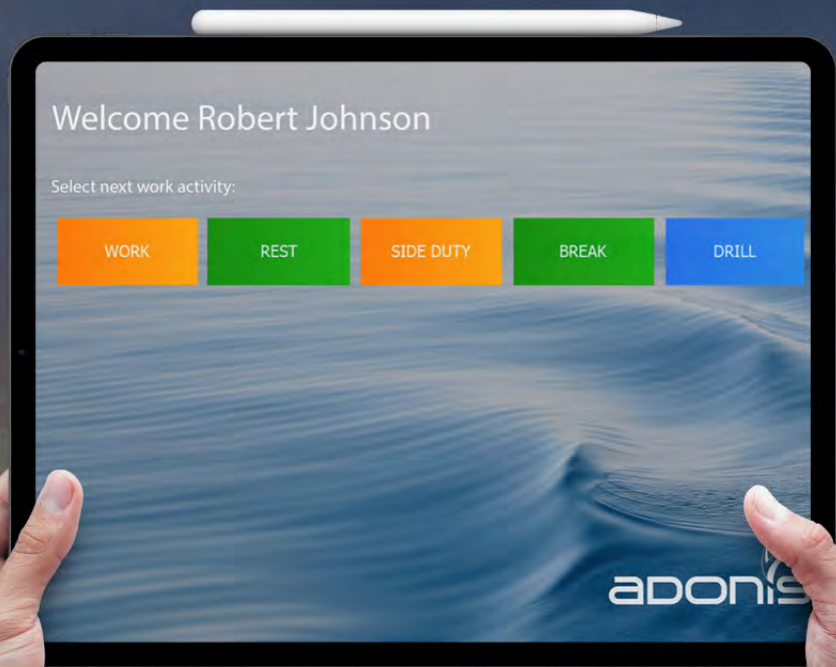 Welcome Robert Johnson
Select next work activity:
WORK REST SIDE DUTY BREAK DRILL
ADONIS